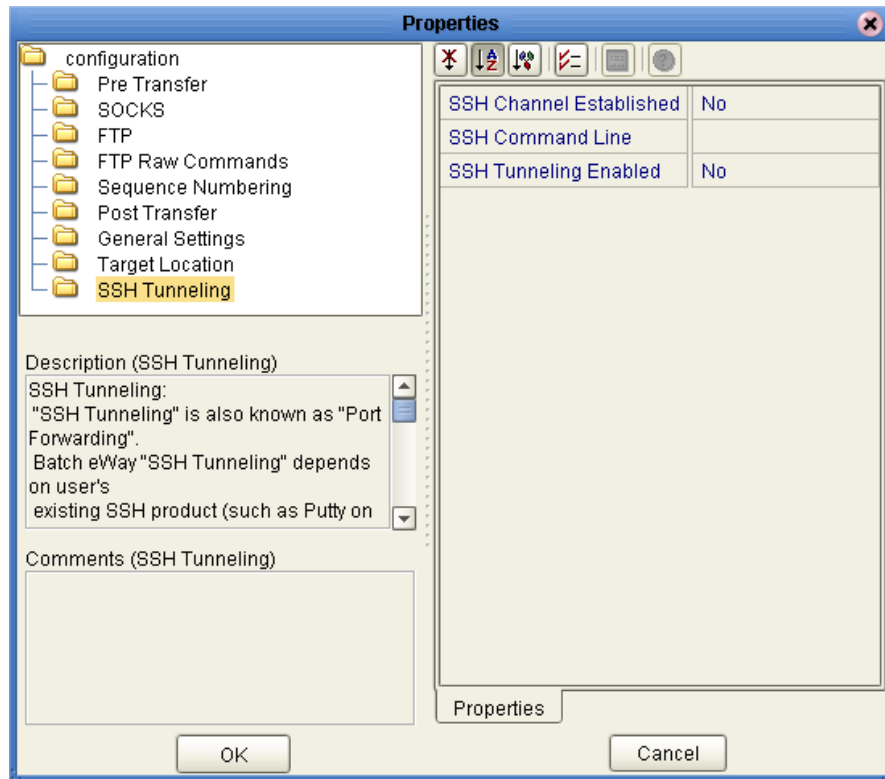 Properties
configuration
Pre Transfer
SOCKS
FTP
FTP Raw Commands
Sequence Numbering
Post Transfer
General Settings
Target Location
SSH Tunneling
Description (SSH Tunneling)
SSH Tunneling:
"SSH Tunneling" is also known as "Port
Forwarding".
Batch eWay "SSH Tunneling" depends
on user's
existing SSH product (such as Putty on
Comments (SSH Tunneling)
OK
SSH Channel Established No
SSH Command Line
SSH Tunneling Enabled No
Properties
Cancel